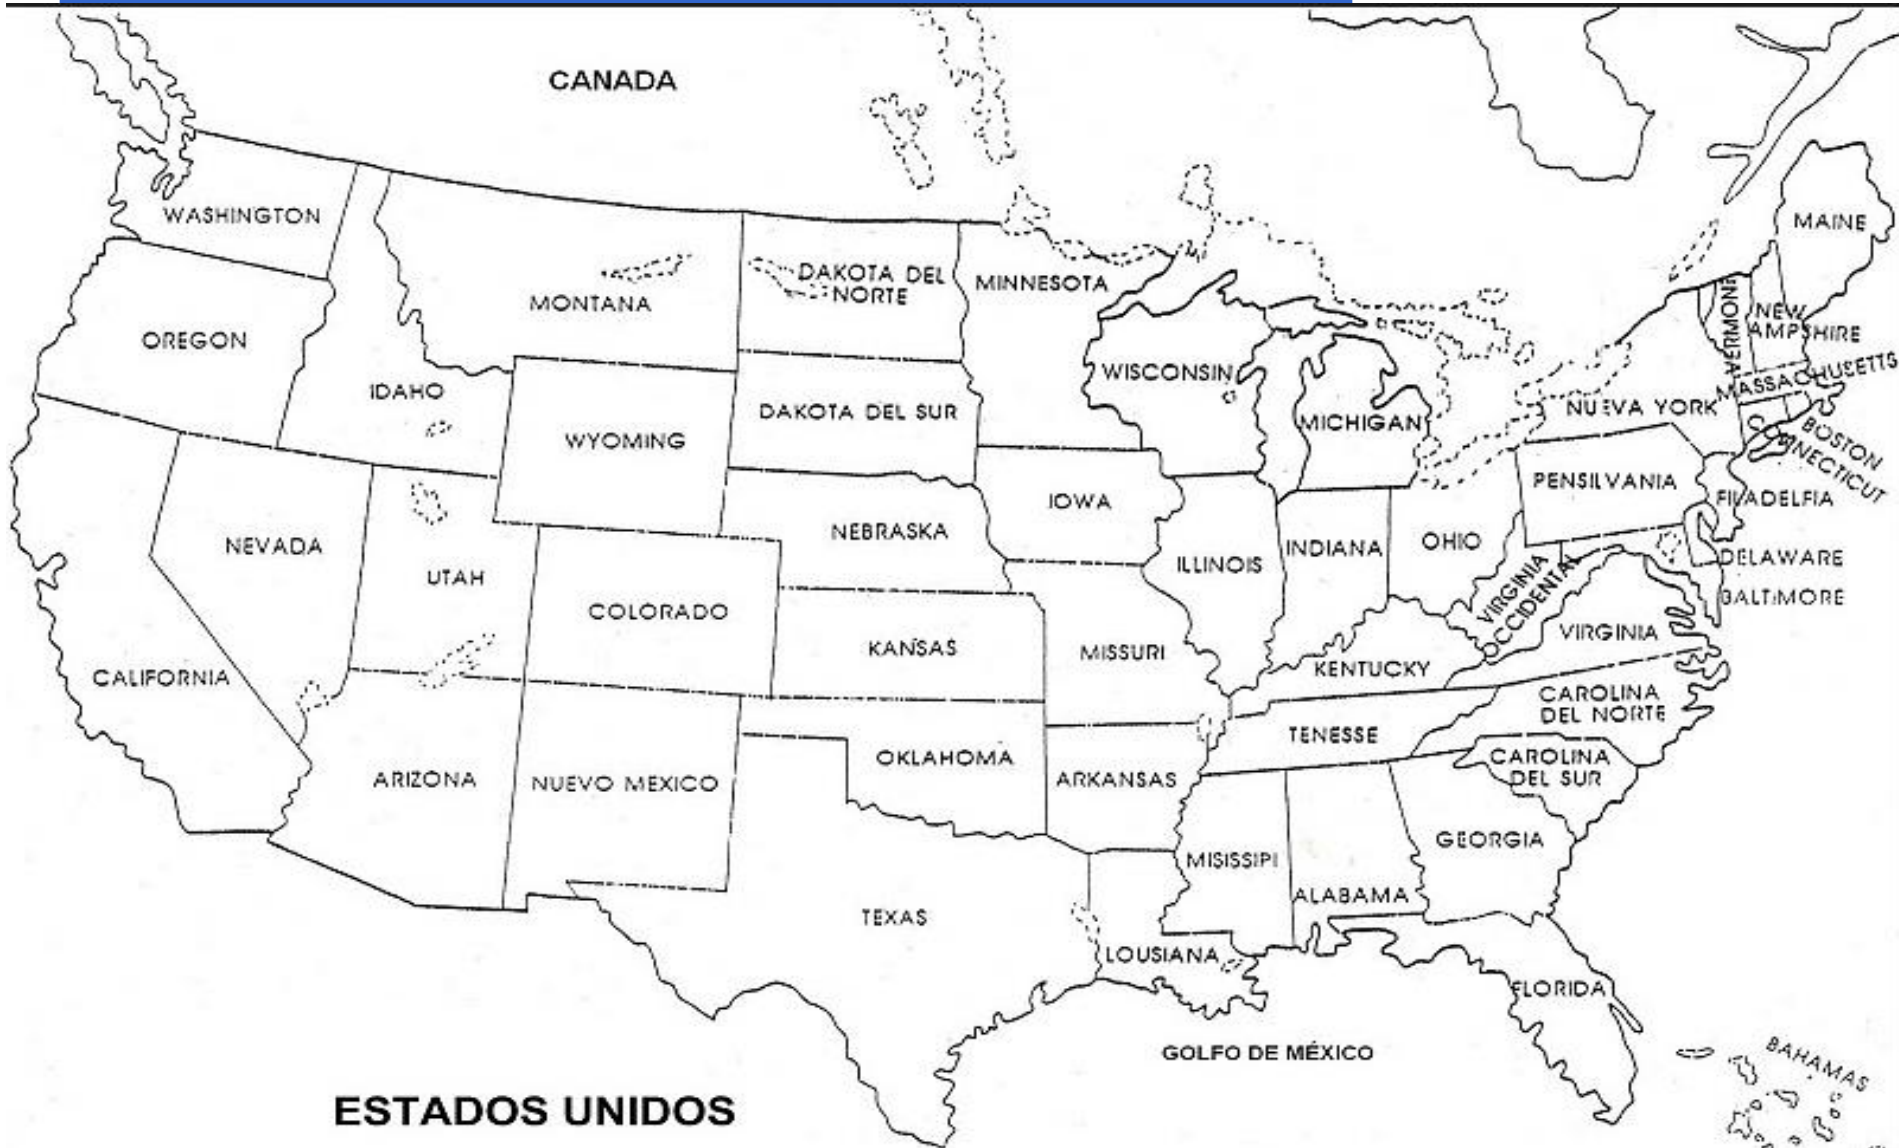 CANADA
WASHINGTON
MAINE
MONTANA
DAKOTA DEL
NORTE
MINNESOTA
OREGON
VERMONT
NEW
AMPSHIRE
IDAHO
WISCONSIN
MASSACHUSETTS
DAKOTA DEL SUR
MICHIGAN
NUEVA YORK
WYOMING
BOSTON
CONNECTICUT
IOWA
PENSILVANIA
FILADELFIA
NEBRASKA
NEVADA
ILLINOIS
INDIANA
OHIO
UTAH
DELAWARE
COLORADO
VIRGINIA
OCCIDENTAL
BALTIMORE
KANSAS
MISSURI
VIRGINIA
CALIFORNIA
KENTUCKY
CAROLINA
DEL NORTE
TENESSE
OKLAHOMA
ARIZONA
NUEVO MEXICO
ARKANSAS
CAROLINA
DEL SUR
GEORGIA
MISISSIPI
ALABAMA
TEXAS
LOUSIANA
FLORIDA
GOLFO DE MÉXICO
BAHAMAS
ESTADOS UNIDOS